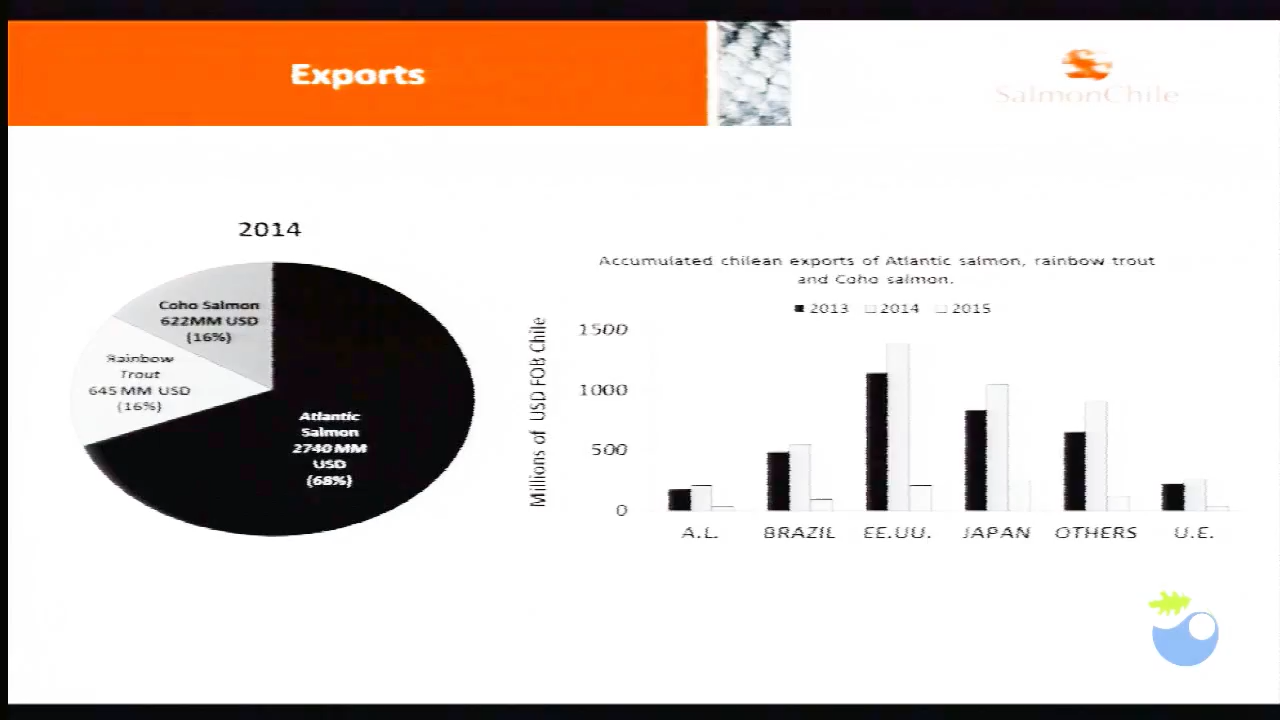 Exports
SalmonChile
2014
Coho Salmon
622MM USD
(16%)
Rainbow
Trout
645 MM USD
(16%)
Atlantic
Salmon
2740 MM
USD
(68%)
Accumulated chilean exports of Atlantic salmon, rainbow trout
and Coho salmon.
2013 2014 2015
Millions of USD FOB Chile
1500
1000
500
0
A.L. BRAZIL EE.UU. JAPAN OTHERS U.E.